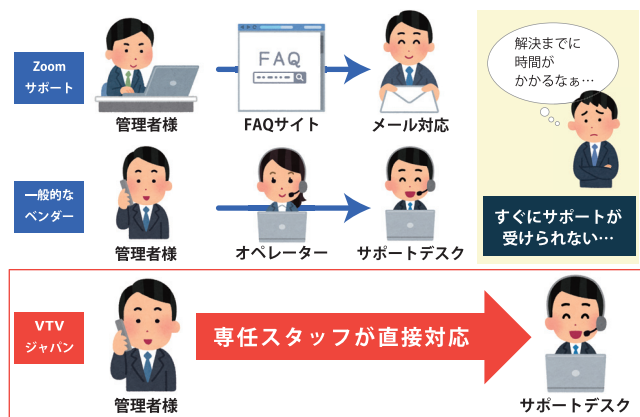 Zoom
サポート
管理者様
FAQ
FAQサイト
メール対応
解決までに
時間が
かかるなぁ…
一般的な
ベンダー
管理者様
オペレーター
サポートデスク
すぐにサポートが
受けられない…
VTV
ジャパン
管理者様
専任スタッフが直接対応
サポートデスク